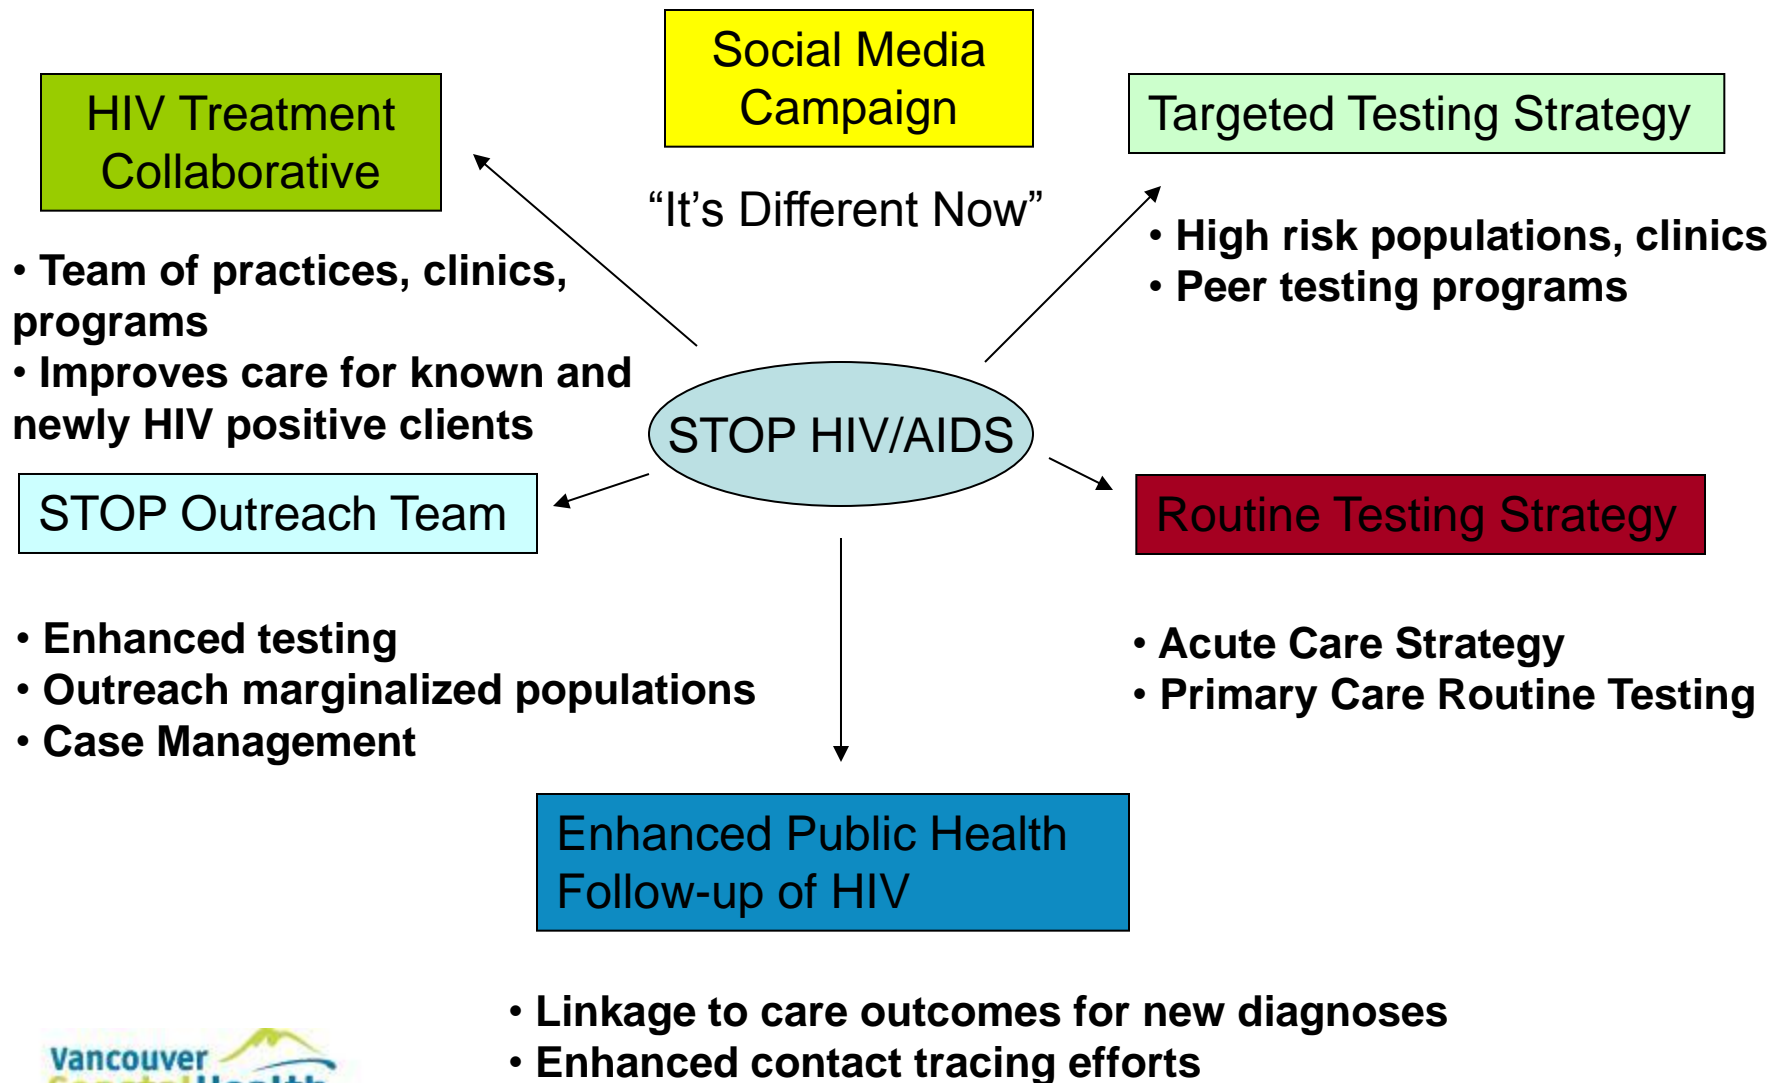 Social Media
Campaign
“It’s Different Now”
HIV Treatment
Collaborative
• Team of practices, clinics,
programs
• Improves care for known and
newly HIV positive clients
Targeted Testing Strategy
• High risk populations, clinics
• Peer testing programs
STOP HIV/AIDS
STOP Outreach Team
• Enhanced testing
• Outreach marginalized populations
• Case Management
Routine Testing Strategy
• Acute Care Strategy
• Primary Care Routine Testing
Enhanced Public Health
Follow-up of HIV
• Linkage to care outcomes for new diagnoses
• Enhanced contact tracing efforts
Vancouver
CoastalHealth